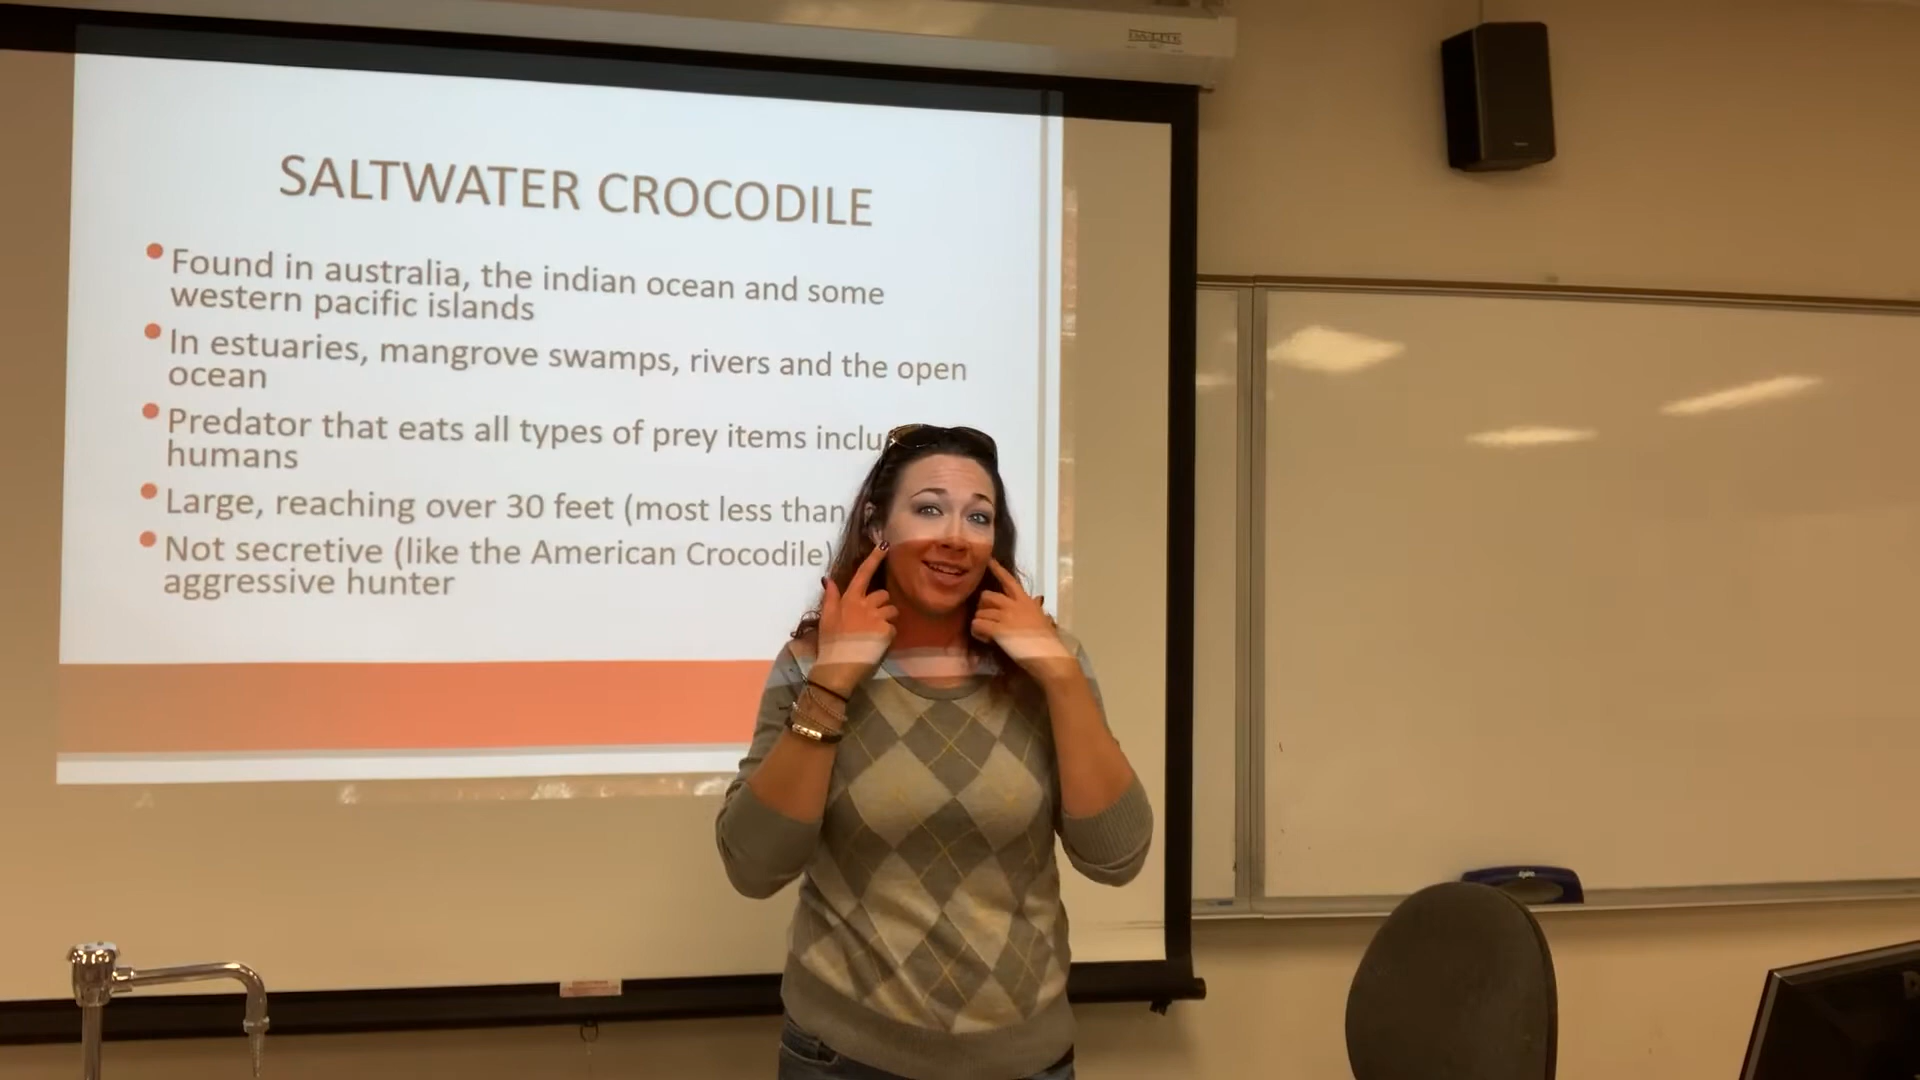 DA-LITE
SALTWATER CROCODILE
Found in australia, the indian ocean and some
western pacific islands
In estuaries, mangrove swamps, rivers and the open
ocean
Predator that eats all types of prey items inclu
humans
Large, reaching over 30 feet (most less than
Not secretive (like the American Crocodile)
aggressive hunter